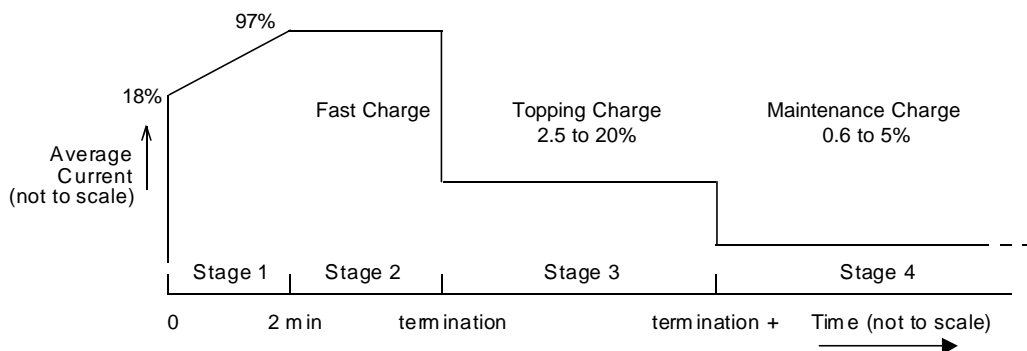 97%
18%
Fast Charge
Topping Charge
2.5 to 20%
Maintenance Charge
0.6 to 5%
Average
Current
(not to scale)
Stage 1
Stage 2
Stage 3
Stage 4
0
2 min
termination
termination +
Time (not to scale)